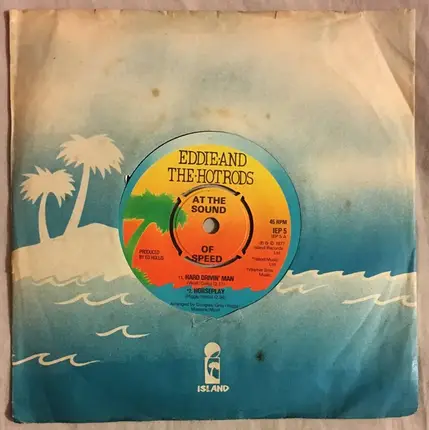 EDDIE AND
THE HOTRODS
AT THE
SOUND
OF
SPEED
45 RPM
IEP 5
1977
PRODUCED
BY ED HOLLIS
1. HARD DRIVIN' MAN
2. HORSEPLAY
ISLAND